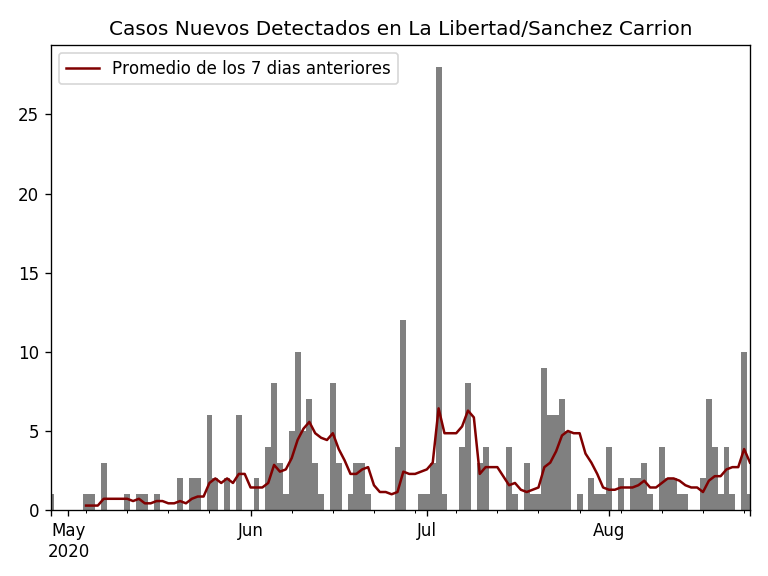 Casos Nuevos Detectados en La Libertad/Sanchez Carrion
Promedio de los 7 dias anteriores
25
20
15
10
5
0
May Jun Jul Aug
2020